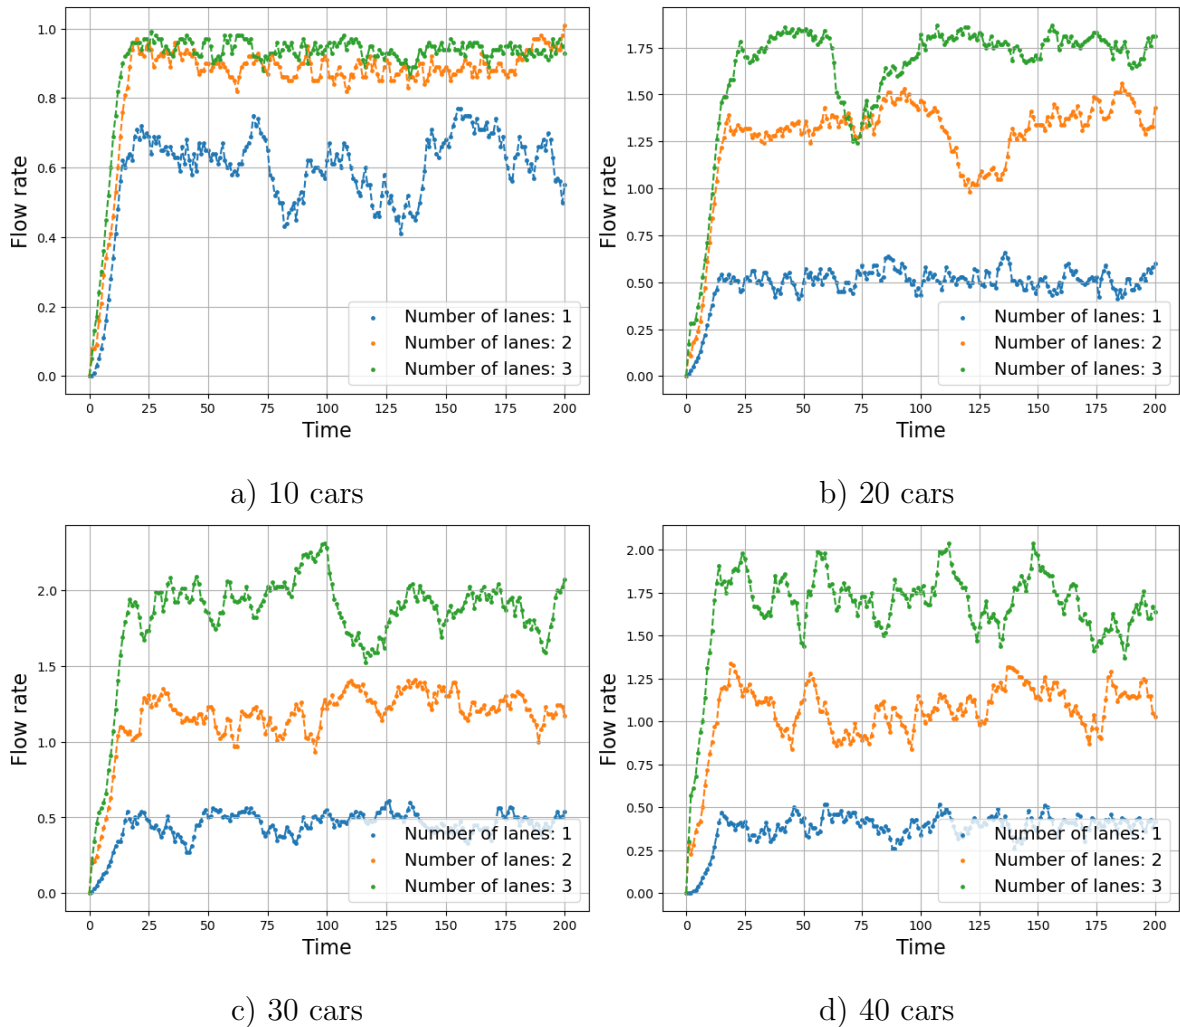 1.0
0.8
0.6
0.4
0.2
0.0
Flow rate
0 25 50 75 100 125 150 175 200
Time
Number of lanes: 1
Number of lanes: 2
Number of lanes: 3
a) 10 cars
1.75
1.50
1.25
1.00
0.75
0.50
0.25
0.00
Flow rate
0 25 50 75 100 125 150 175 200
Time
Number of lanes: 1
Number of lanes: 2
Number of lanes: 3
b) 20 cars
2.0
1.5
1.0
0.5
0.0
Flow rate
0 25 50 75 100 125 150 175 200
Time
Number of lanes: 1
Number of lanes: 2
Number of lanes: 3
c) 30 cars
2.00
1.75
1.50
1.25
1.00
0.75
0.50
0.25
0.00
Flow rate
0 25 50 75 100 125 150 175 200
Time
Number of lanes: 1
Number of lanes: 2
Number of lanes: 3
d) 40 cars